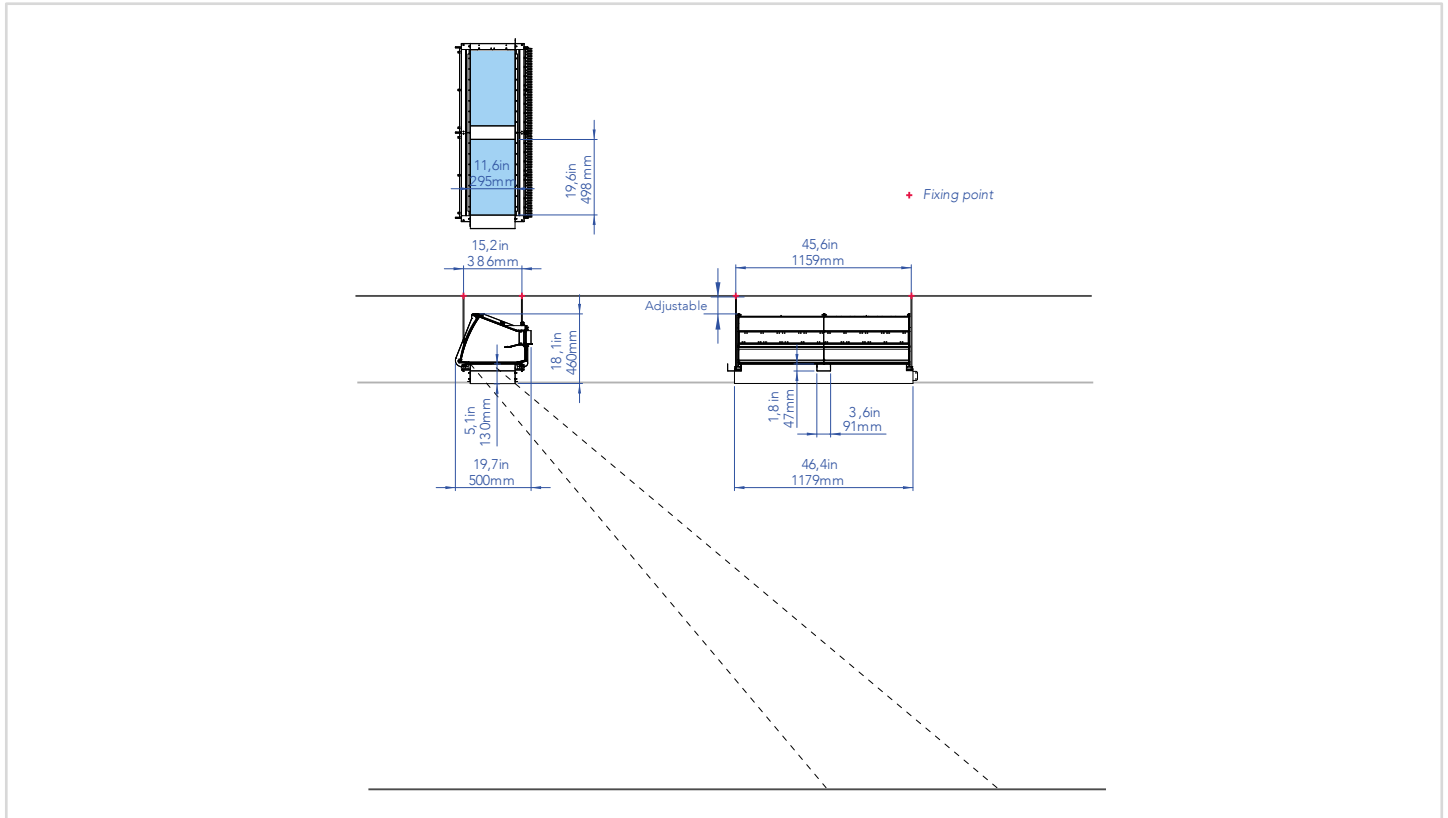 11,6in
295mm
19,6in
498 mm
Fixing point
15,2in
386mm
45,6in
1159mm
Adjustable
18,1in
460mm
5,1in
130mm
1,8 in
47mm
3,6in
91mm
19,7in
500mm
46,4in
1179mm